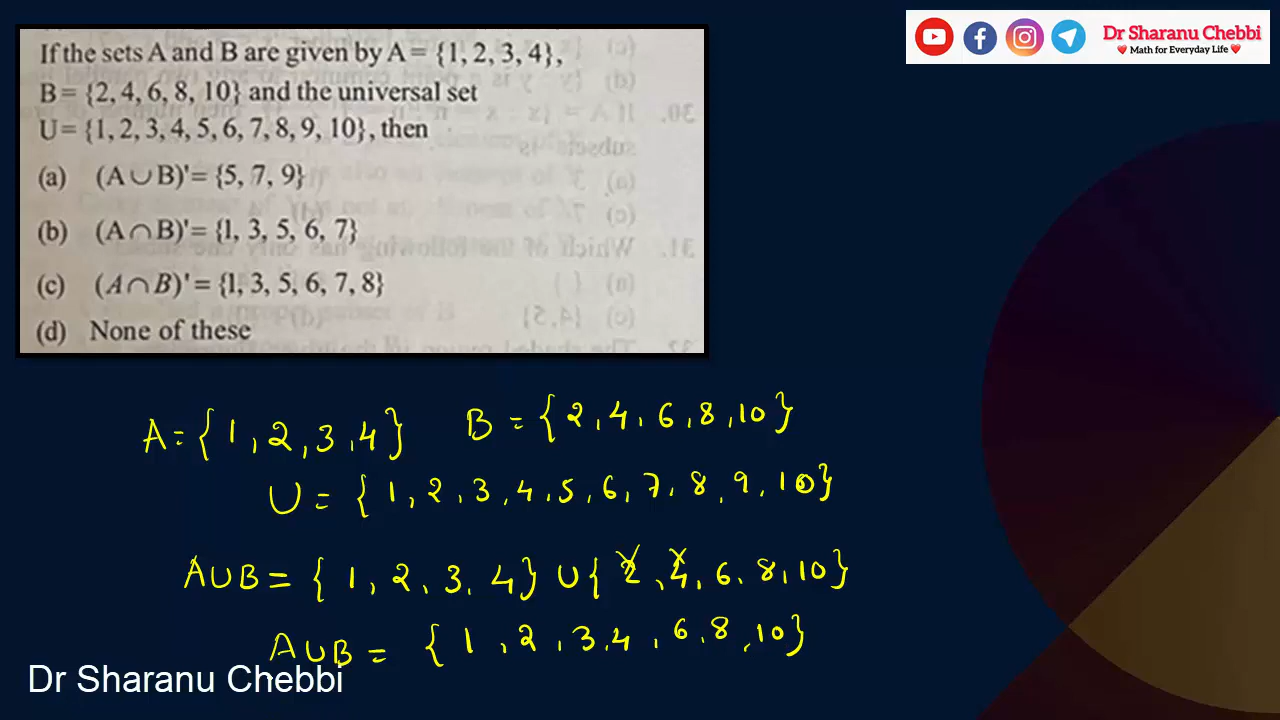 If the sets A and B are given by A = {1, 2, 3, 4},
B = {2, 4, 6, 8, 10} and the universal set
U = {1, 2, 3, 4, 5, 6, 7, 8, 9, 10}, then
(a) (A ∪ B)' = {5, 7, 9}
(b) (A ∩ B)' = {1, 3, 5, 6, 7}
(c) (A ∩ B)' = {1, 3, 5, 6, 7, 8}
(d) None of these
Dr Sharanu Chebbi
Math for Everyday Life
A = {1, 2, 3, 4} B = {2, 4, 6, 8, 10}
U = {1, 2, 3, 4, 5, 6, 7, 8, 9, 10}
A∪B = {1, 2, 3, 4} ∪ {2, 4, 6, 8, 10}
A∪B = {1, 2, 3, 4, 6, 8, 10}
Dr Sharanu Chebbi